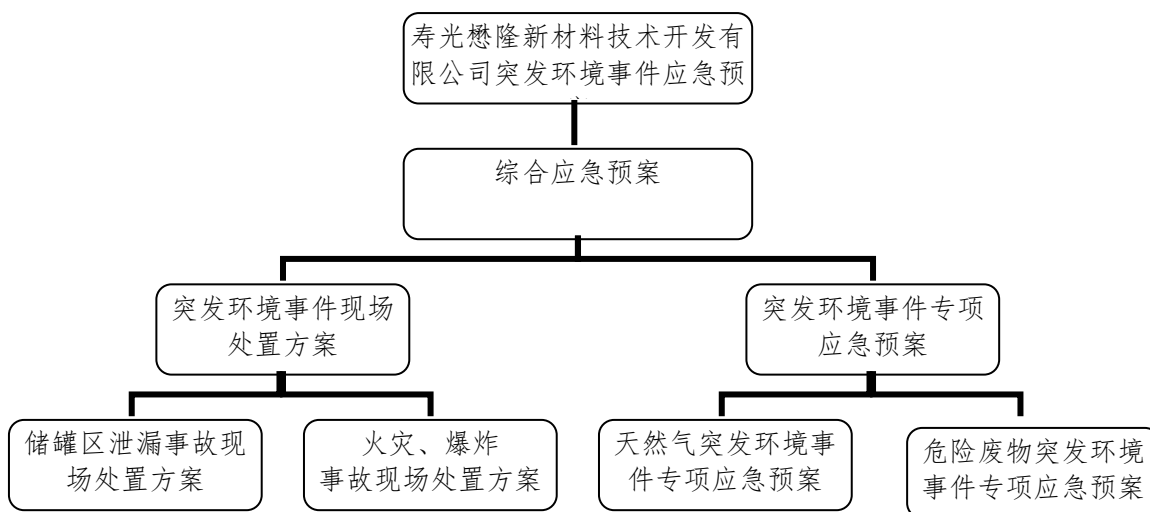 寿光懋隆新材料技术开发有
限公司突发环境事件应急预
综合应急预案
突发环境事件现场
处置方案
突发环境事件专项
应急预案
储罐区泄漏事故现
场处置方案
火灾、爆炸
事故现场处置方案
天然气突发环境事
件专项应急预案
危险废物突发环境
事件专项应急预案